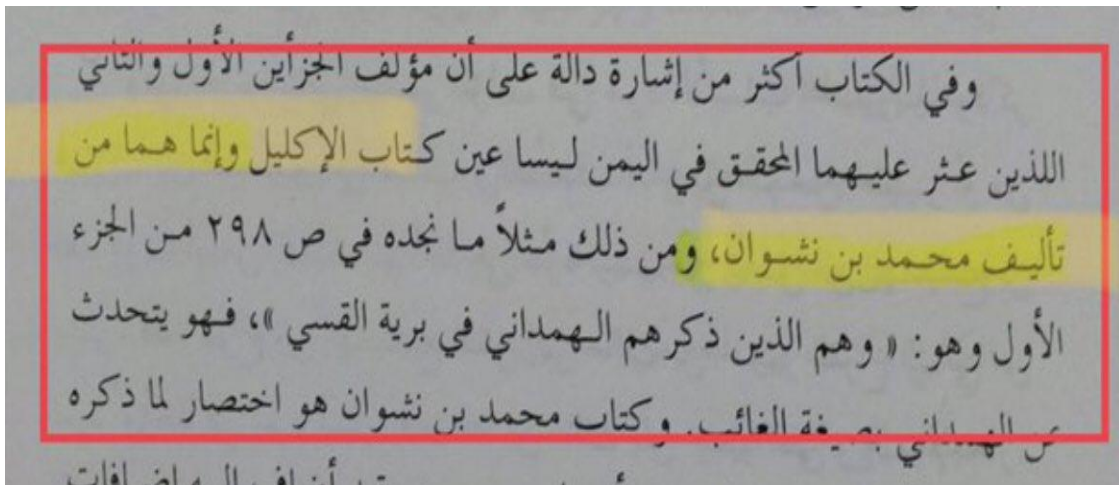 وفي الكتاب أكثر من إشارة دالة على أن مؤلف الجزأين الأول والثاني
اللذين عثر عليهما المحقق في اليمن ليسا عين كتاب الإكليل وإنما هما من
تأليف محمد بن نشوان، ومن ذلك مثلاً ما نجده في ص ٢٩٨ من الجزء
الأول وهو: « وهم الذين ذكرهم الهمداني في برية القسي »، فهو يتحدث
عن الهمداني بصيغة الغائب. وكتاب محمد بن نشوان هو اختصار لما ذكره